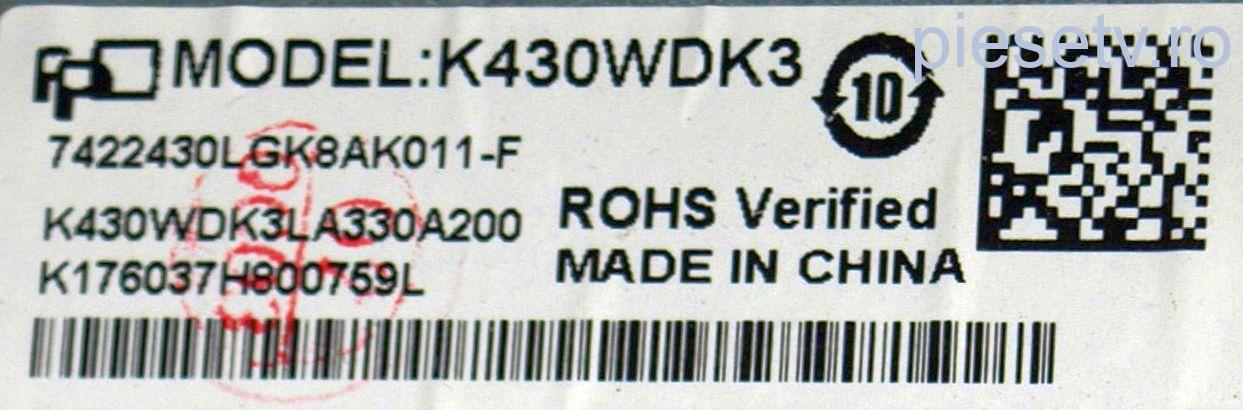 MODEL:K430WDK3
10
piesetv.ro
7422430LGK8AK011-F
K430WDK3LA330A200
K176037H800759L
ROHS Verified
MADE IN CHINA